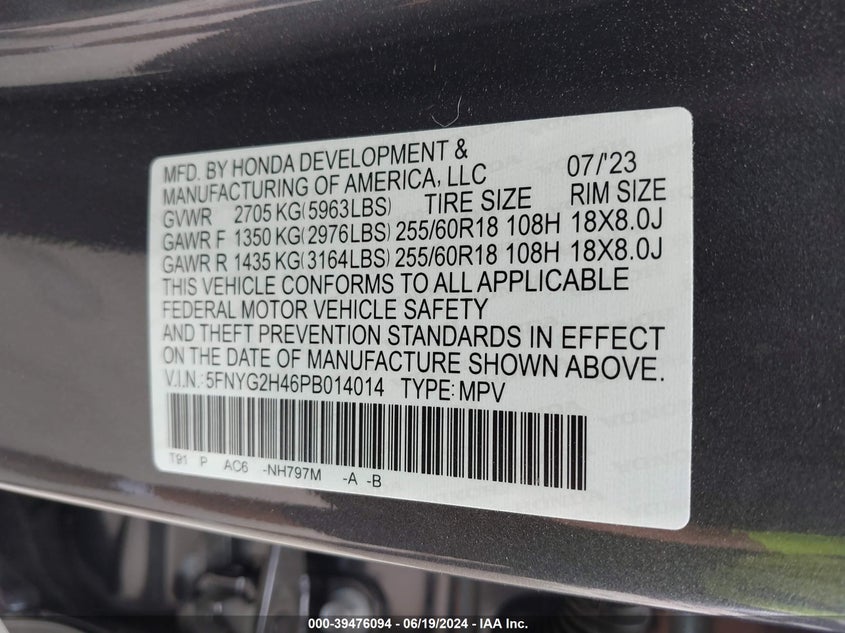 MFD. BY HONDA DEVELOPMENT &
MANUFACTURING OF AMERICA, LLC 07/'23
GVWR 2705 KG(5963LBS) TIRE SIZE RIM SIZE
GAWR F 1350 KG(2976LBS) 255/60R18 108H 18X8.0J
GAWR R 1435 KG(3164LBS) 255/60R18 108H 18X8.0J
THIS VEHICLE CONFORMS TO ALL APPLICABLE
FEDERAL MOTOR VEHICLE SAFETY
AND THEFT PREVENTION STANDARDS IN EFFECT
ON THE DATE OF MANUFACTURE SHOWN ABOVE.
V.I.N.: 5FNYG2H46PB014014 TYPE: MPV
T91 P AC6 -NH797M -A -B
000-39476094 / 06/19/2024 - IAA Inc.